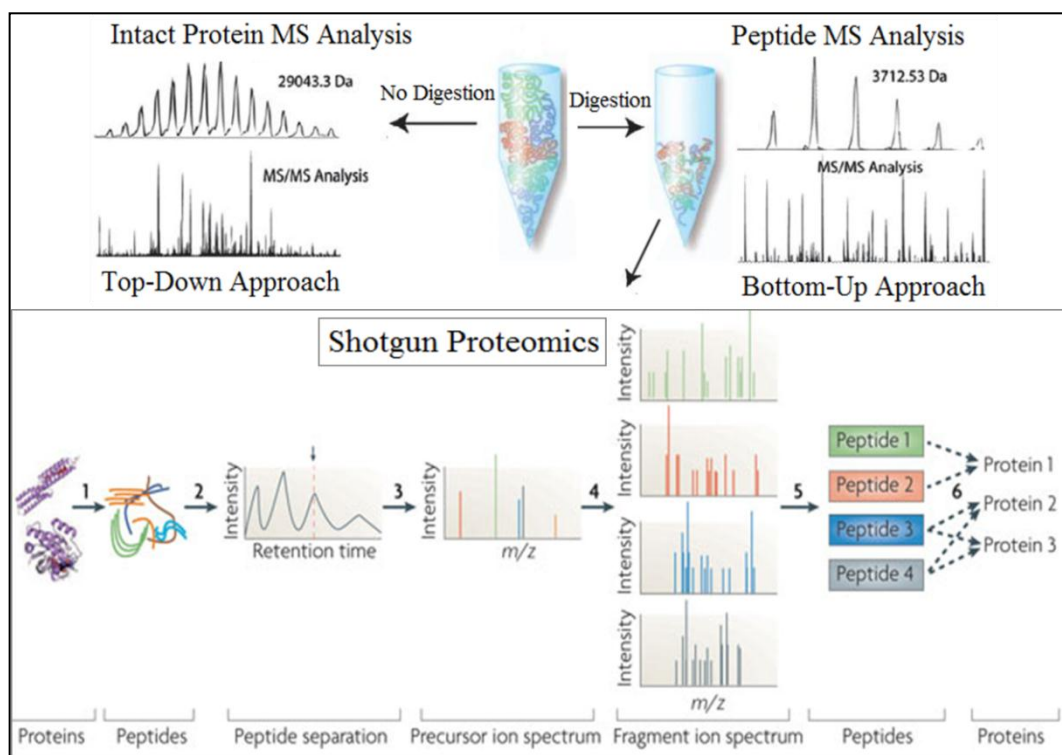 Intact Protein MS Analysis
Peptide MS Analysis
29043.3 Da
No Digestion
Digestion
3712.53 Da
MS/MS Analysis
MS/MS Analysis
Top-Down Approach
Bottom-Up Approach
Shotgun Proteomics
1
2
Intensity
Retention time
3
Intensity
m/z
4
Intensity
Intensity
Intensity
Intensity
m/z
5
Peptide 1
Peptide 2
Peptide 3
Peptide 4
6
Protein 1
Protein 2
Protein 3
Proteins
Peptides
Peptide separation
Precursor ion spectrum
Fragment ion spectrum
Peptides
Proteins